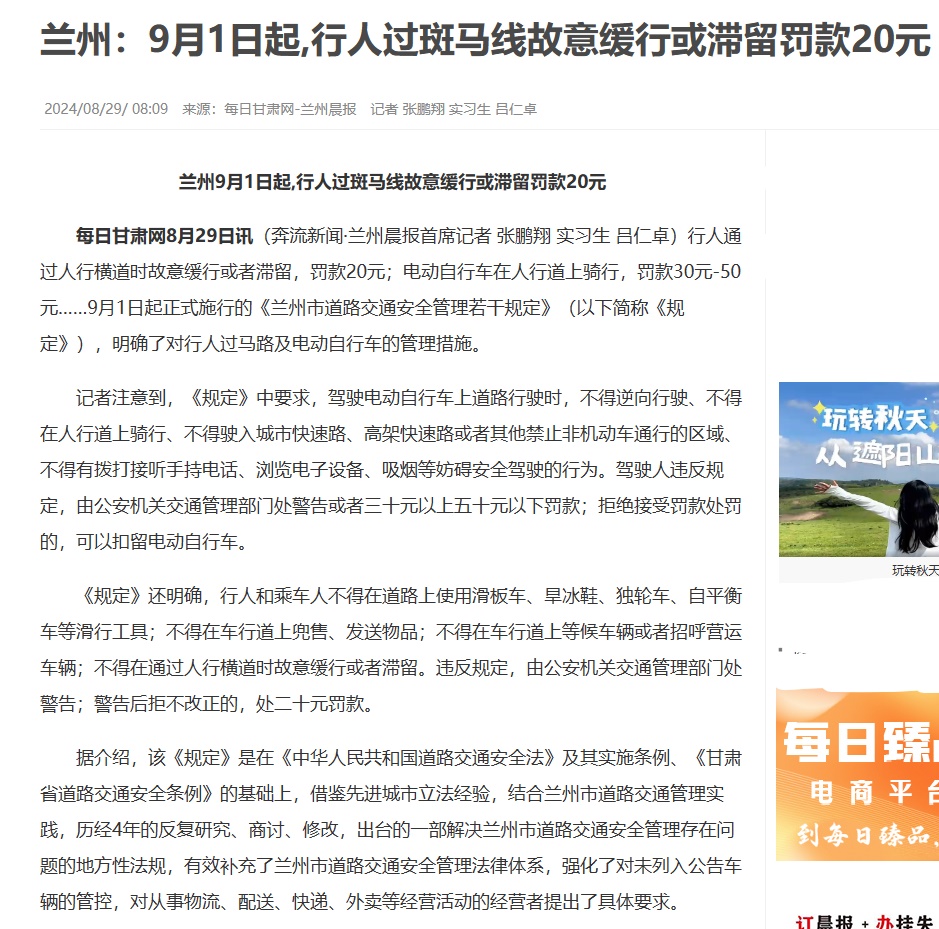 兰州：9月1日起,行人过斑马线故意缓行或滞留罚款20元
2024/08/29/ 08:09 来源：每日甘肃网-兰州晨报 记者 张鹏翔 实习生 吕仁卓
兰州9月1日起,行人过斑马线故意缓行或滞留罚款20元
每日甘肃网8月29日讯（奔流新闻·兰州晨报首席记者 张鹏翔 实习生 吕仁卓）行人通
过人行横道时故意缓行或者滞留，罚款20元；电动自行车在人行道上骑行，罚款30元-50
元……9月1日起正式施行的《兰州市道路交通安全管理若干规定》（以下简称《规
定》），明确了对行人过马路及电动自行车的管理措施。
记者注意到，《规定》中要求，驾驶电动自行车上道路行驶时，不得逆向行驶、不得
在人行道上骑行、不得驶入城市快速路、高架快速路或者其他禁止非机动车通行的区域、
不得有拨打接听手持电话、浏览电子设备、吸烟等妨碍安全驾驶的行为。驾驶人违反规
定，由公安机关交通管理部门处警告或者三十元以上五十元以下罚款；拒绝接受罚款处罚
的，可以扣留电动自行车。
《规定》还明确，行人和乘车人不得在道路上使用滑板车、旱冰鞋、独轮车、自平衡
车等滑行工具；不得在车行道上兜售、发送物品；不得在车行道上等候车辆或者招呼营运
车辆；不得在通过人行横道时故意缓行或者滞留。违反规定，由公安机关交通管理部门处
警告；警告后拒不改正的，处二十元罚款。
据介绍，该《规定》是在《中华人民共和国道路交通安全法》及其实施条例、《甘肃
省道路交通安全条例》的基础上，借鉴先进城市立法经验，结合兰州市道路交通管理实
践，历经4年的反复研究、商讨、修改，出台的一部解决兰州市道路交通安全管理存在问
题的地方性法规，有效补充了兰州市道路交通安全管理法律体系，强化了对未列入公告车
辆的管控，对从事物流、配送、快递、外卖等经营活动的经营者提出了具体要求。
玩转秋天
从遮阳山
玩转秋天
每日臻
电商平台
到每日臻品，
订晨报+办挂失